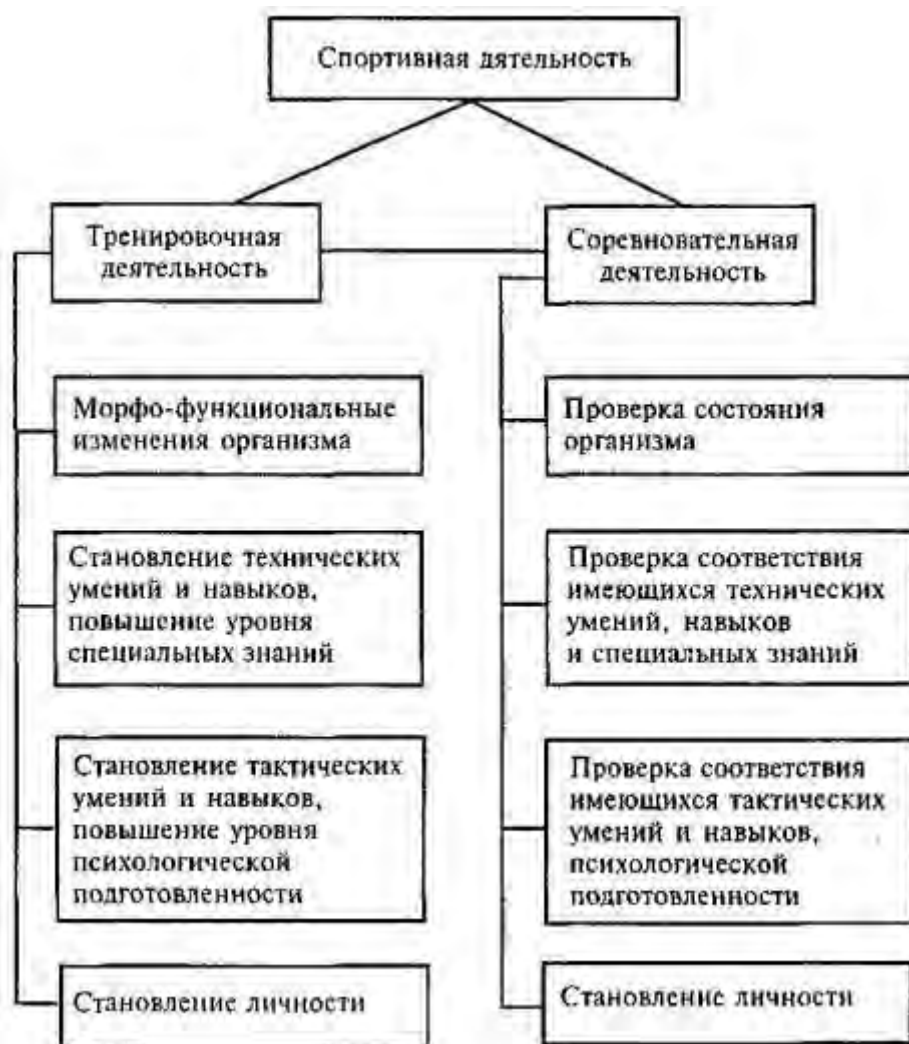 Спортивная дятельность
Тренировочная
деятельность
Соревновательная
деятельность
Морфо-функциональные
изменения организма
Проверка состояния
организма
Становление технических
умений и навыков,
повышение уровня
специальных знаний
Проверка соответствия
имеющихся технических
умений, навыков
и специальных знаний
Становление тактических
умений и навыков,
повышение уровня
психологической
подготовленности
Проверка соответствия
имеющихся тактических
умений и навыков,
психологической
подготовленности
Становление личности
Становление личности